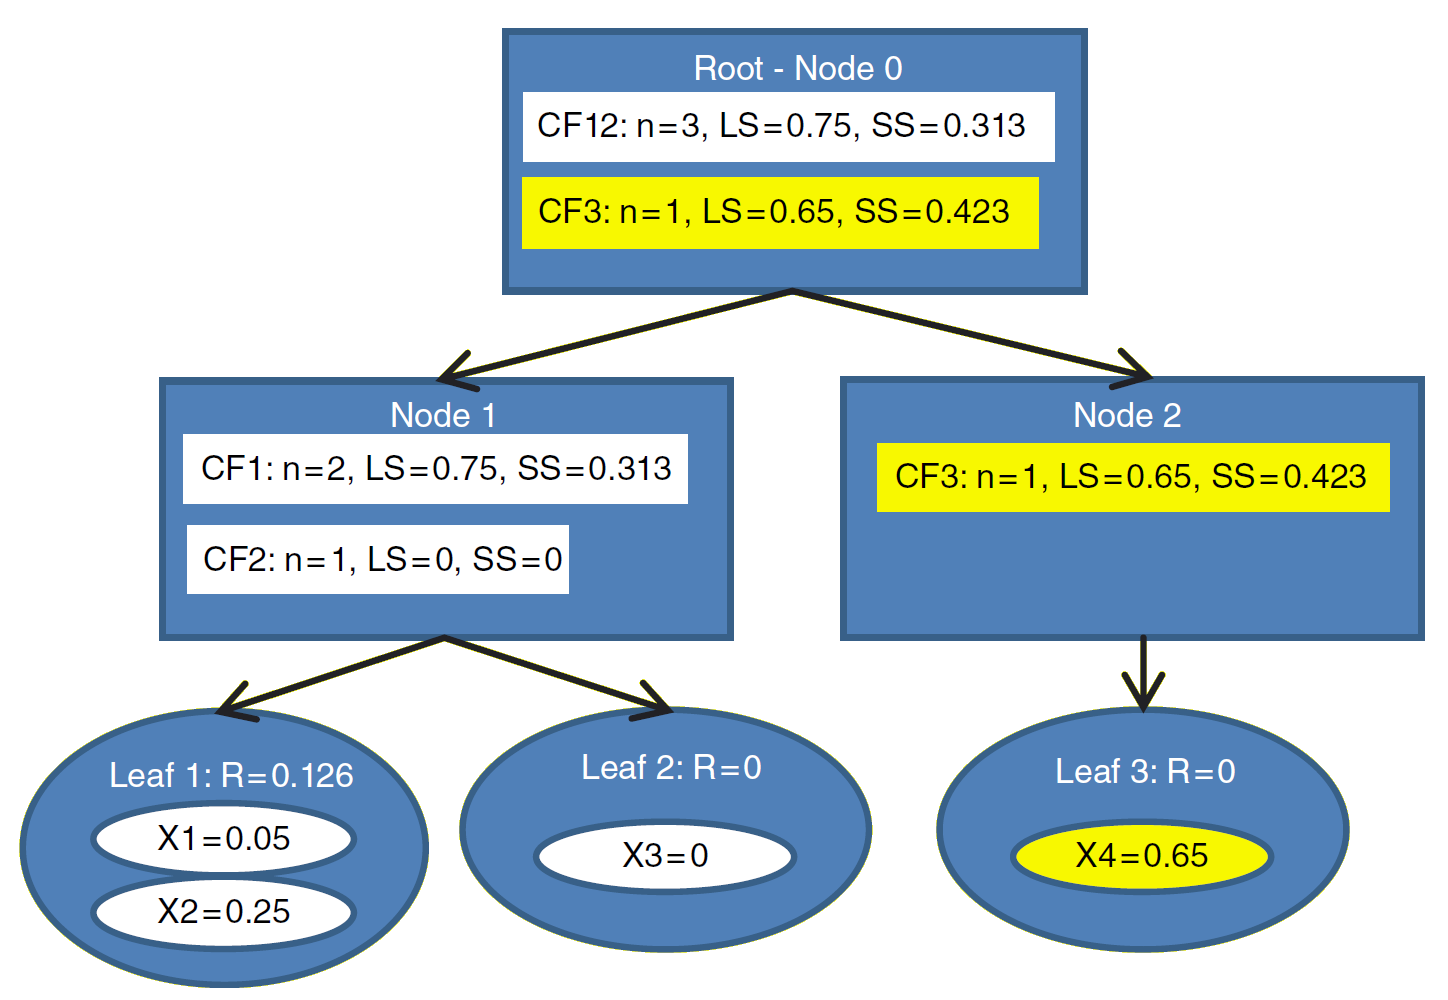 Root - Node 0
CF12: n=3, LS=0.75, SS=0.313
CF3: n=1, LS=0.65, SS=0.423
Node 1
CF1: n=2, LS=0.75, SS=0.313
CF2: n=1, LS=0, SS=0
Node 2
CF3: n=1, LS=0.65, SS=0.423
Leaf 1: R=0.126
X1=0.05
X2=0.25
Leaf 2: R=0
X3=0
Leaf 3: R=0
X4=0.65